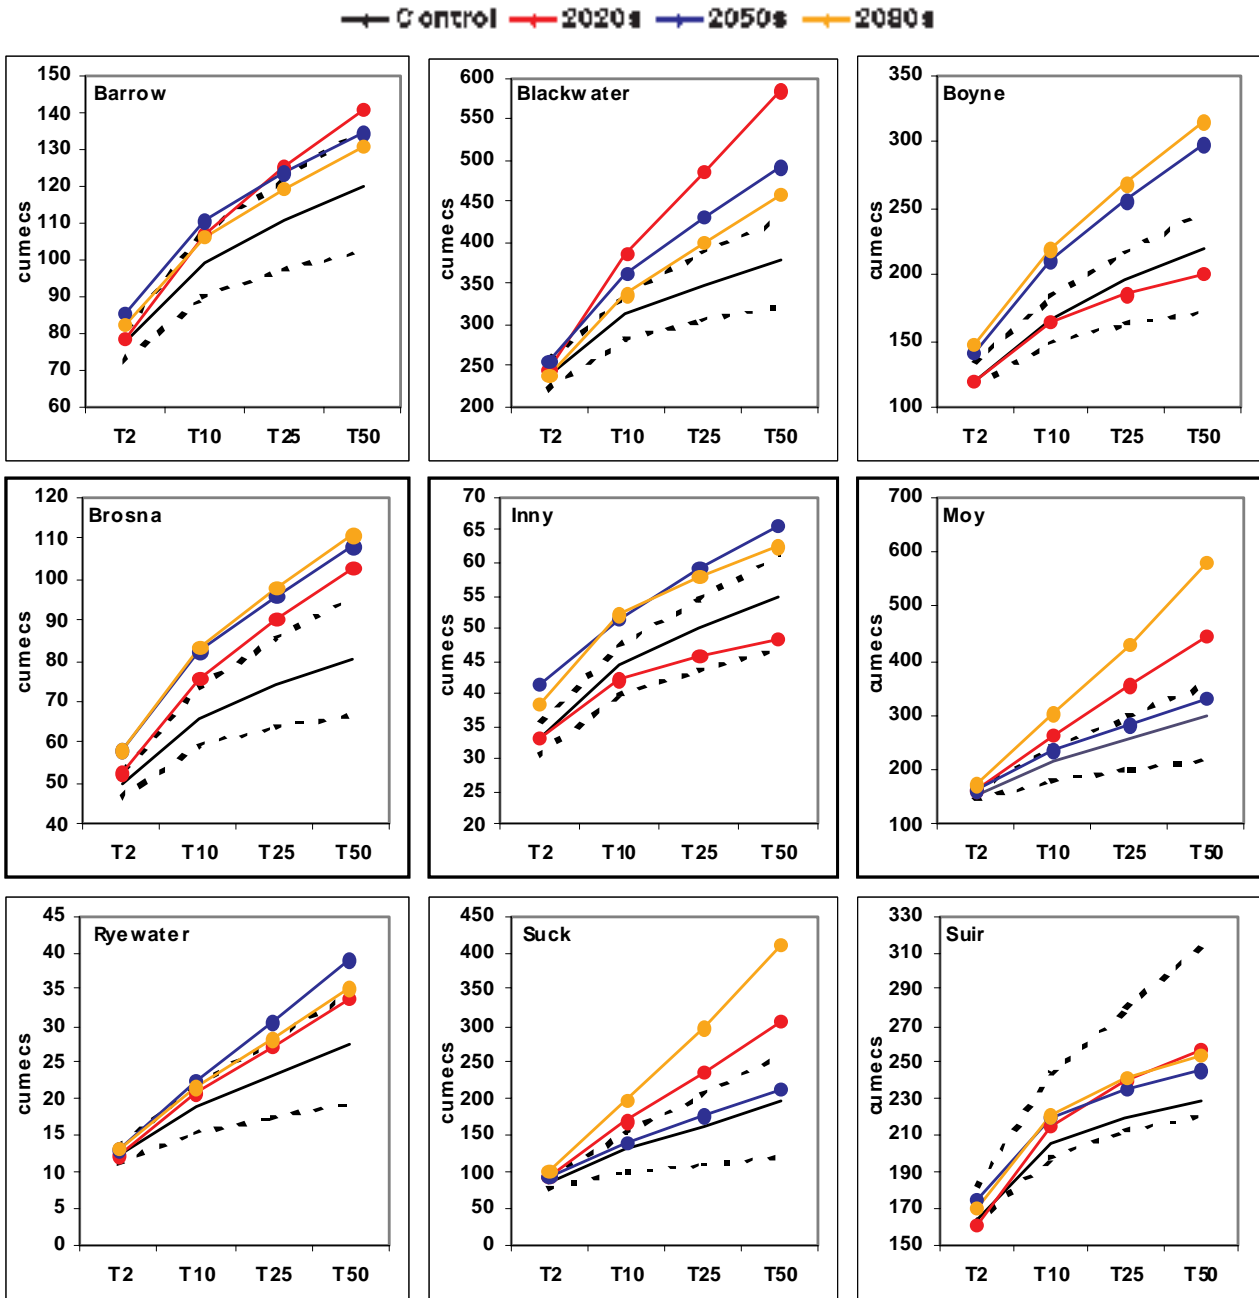 Control 2020s 2050s 2080s
Barrow
cumecs
150
140
130
120
110
100
90
80
70
60
T2 T10 T25 T50
Blackwater
cumecs
600
550
500
450
400
350
300
250
200
T2 T10 T25 T50
Boyne
cumecs
350
300
250
200
150
100
T2 T10 T25 T50
Brosna
cumecs
120
110
100
90
80
70
60
50
40
T2 T10 T25 T50
Inny
cumecs
70
65
60
55
50
45
40
35
30
25
20
T2 T10 T25 T50
Moy
cumecs
700
600
500
400
300
200
100
T2 T10 T25 T50
Ryewater
cumecs
45
40
35
30
25
20
15
10
5
0
T2 T10 T25 T50
Suck
cumecs
450
400
350
300
250
200
150
100
50
0
T2 T10 T25 T50
Suir
cumecs
330
310
290
270
250
230
210
190
170
150
T2 T10 T25 T50